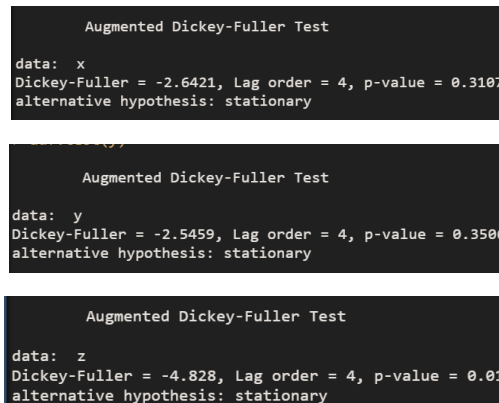 Augmented Dickey-Fuller Test
data: x
Dickey-Fuller = -2.6421, Lag order = 4, p-value = 0.3107
alternative hypothesis: stationary
Augmented Dickey-Fuller Test
data: y
Dickey-Fuller = -2.5459, Lag order = 4, p-value = 0.350
alternative hypothesis: stationary
Augmented Dickey-Fuller Test
data: z
Dickey-Fuller = -4.828, Lag order = 4, p-value = 0.01
alternative hypothesis: stationary